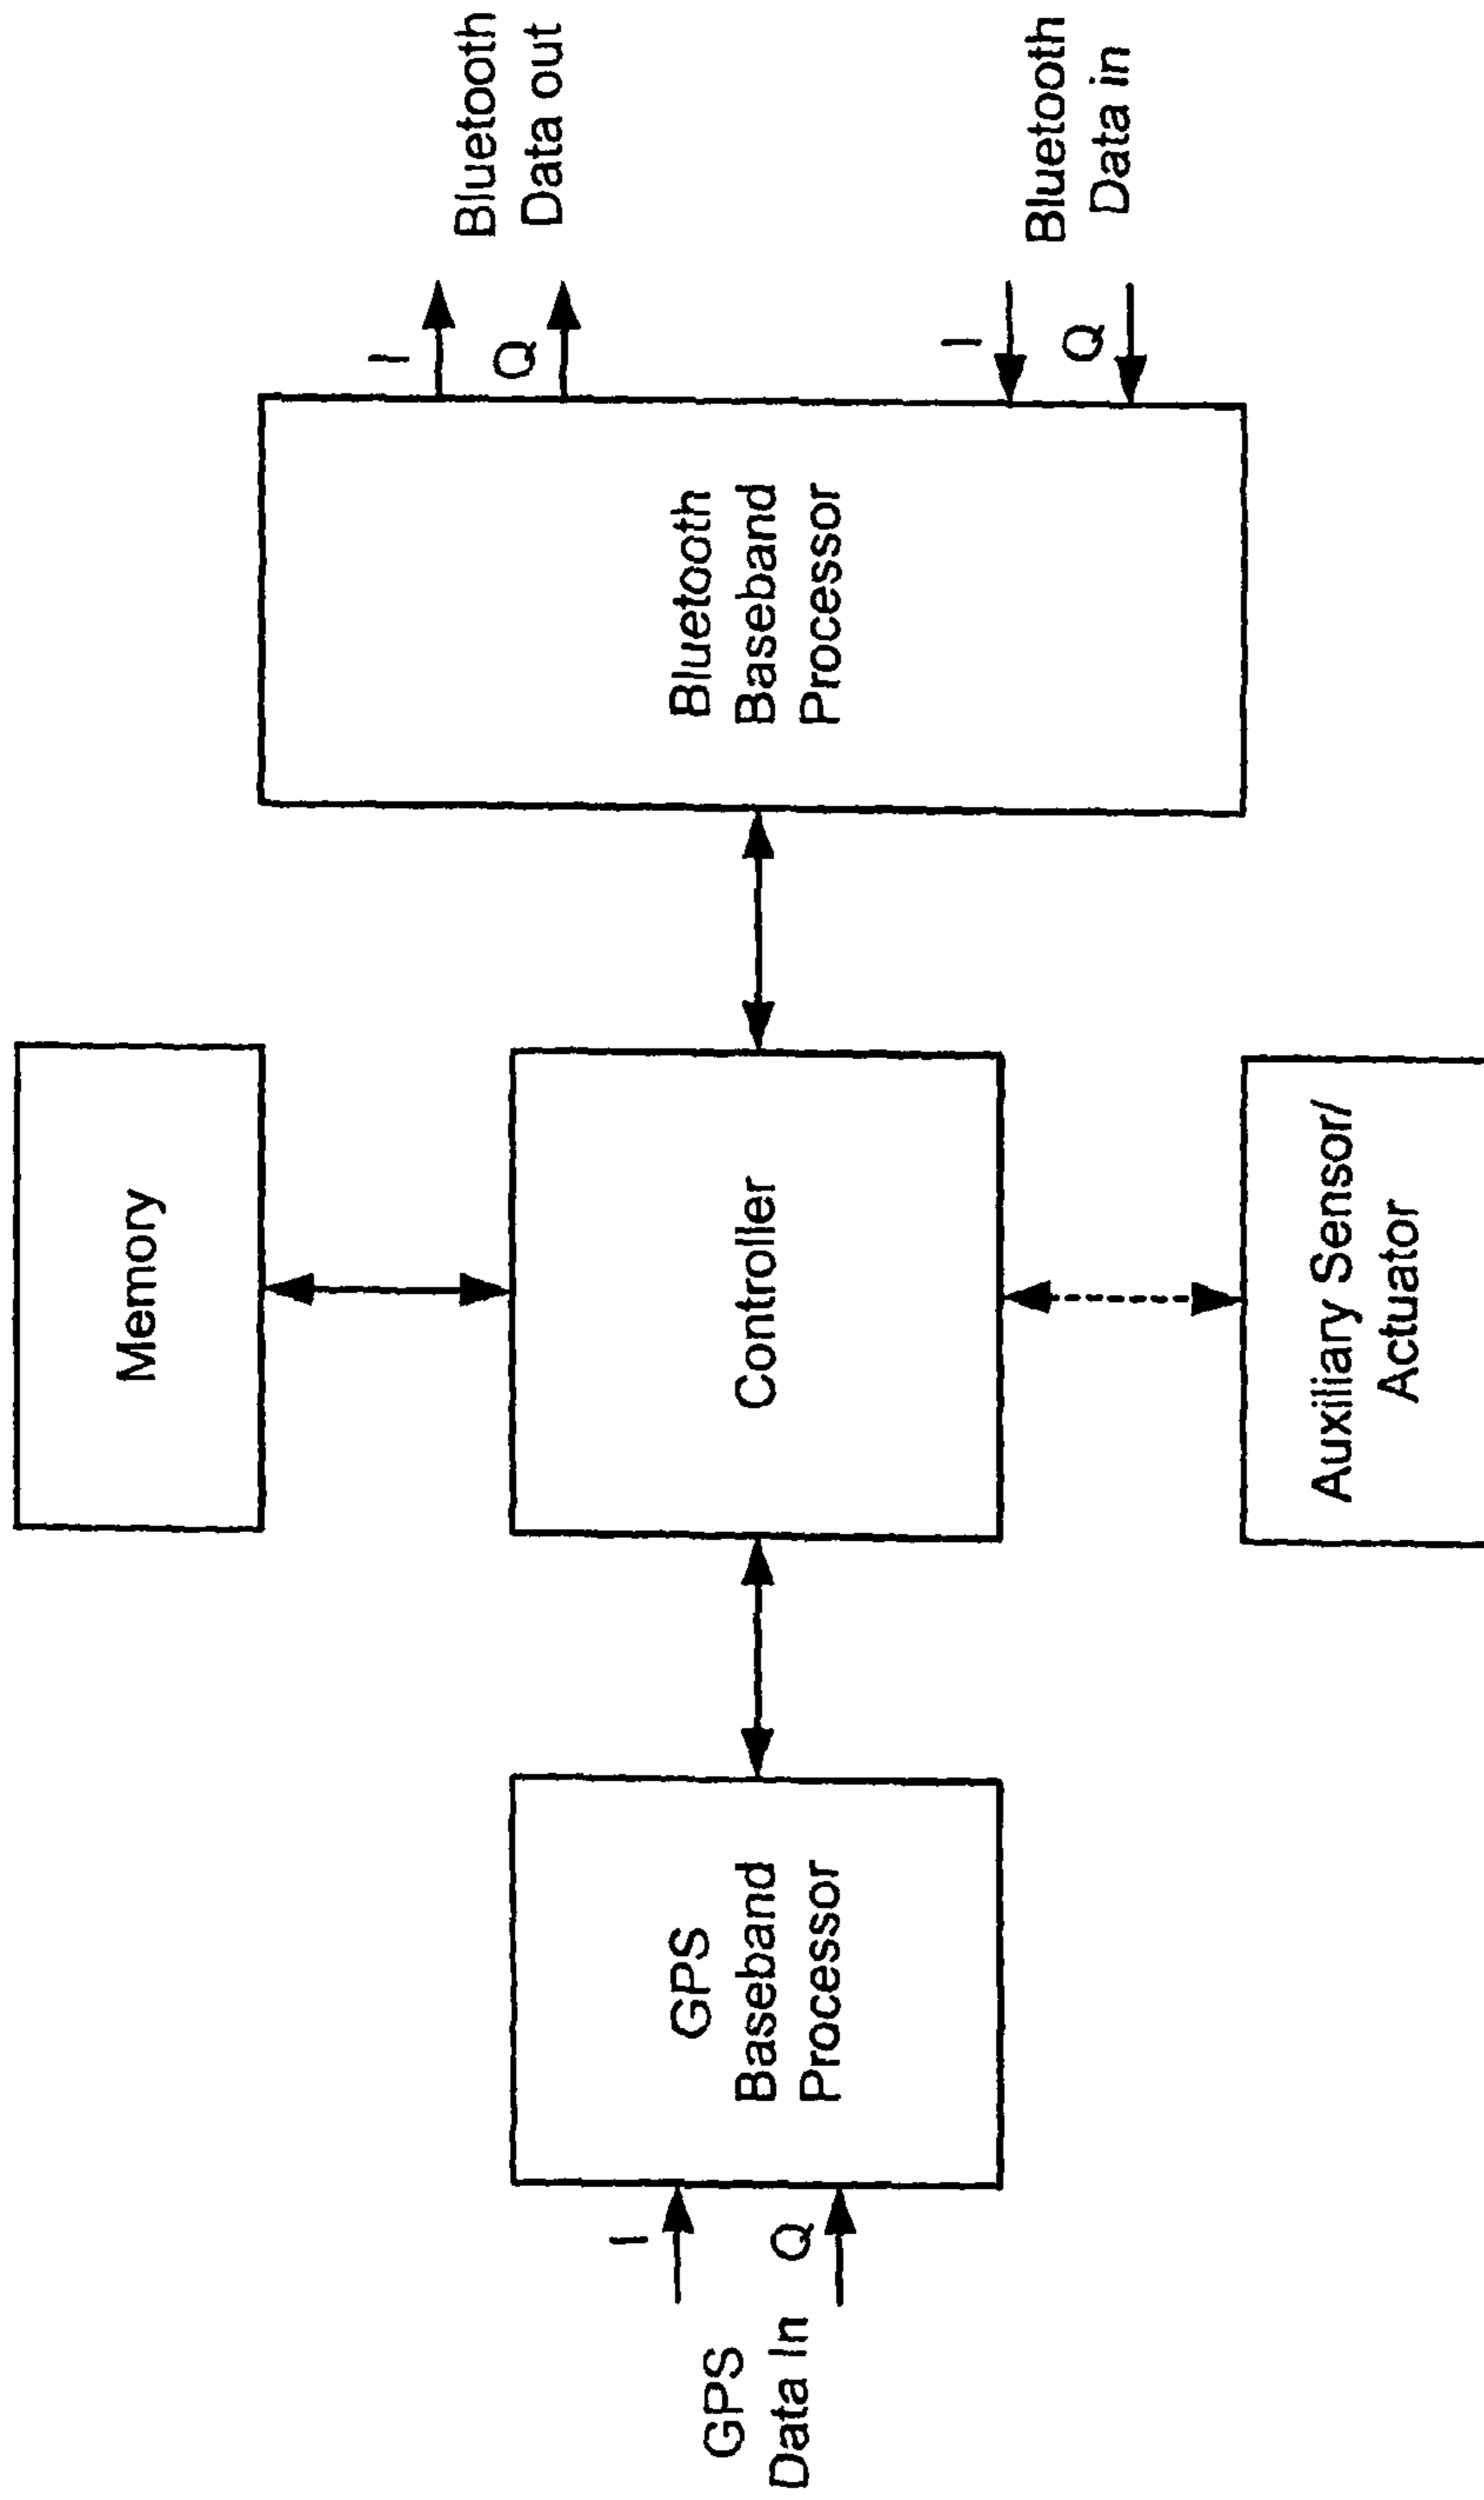 Memory
GPS
Data in
I
Q
GPS
Baseband
Processor
Controller
Bluetooth
Baseband
Processor
I
Q
Bluetooth
Data out
I
Q
Bluetooth
Data in
Auxiliary Sensor/
Actuator